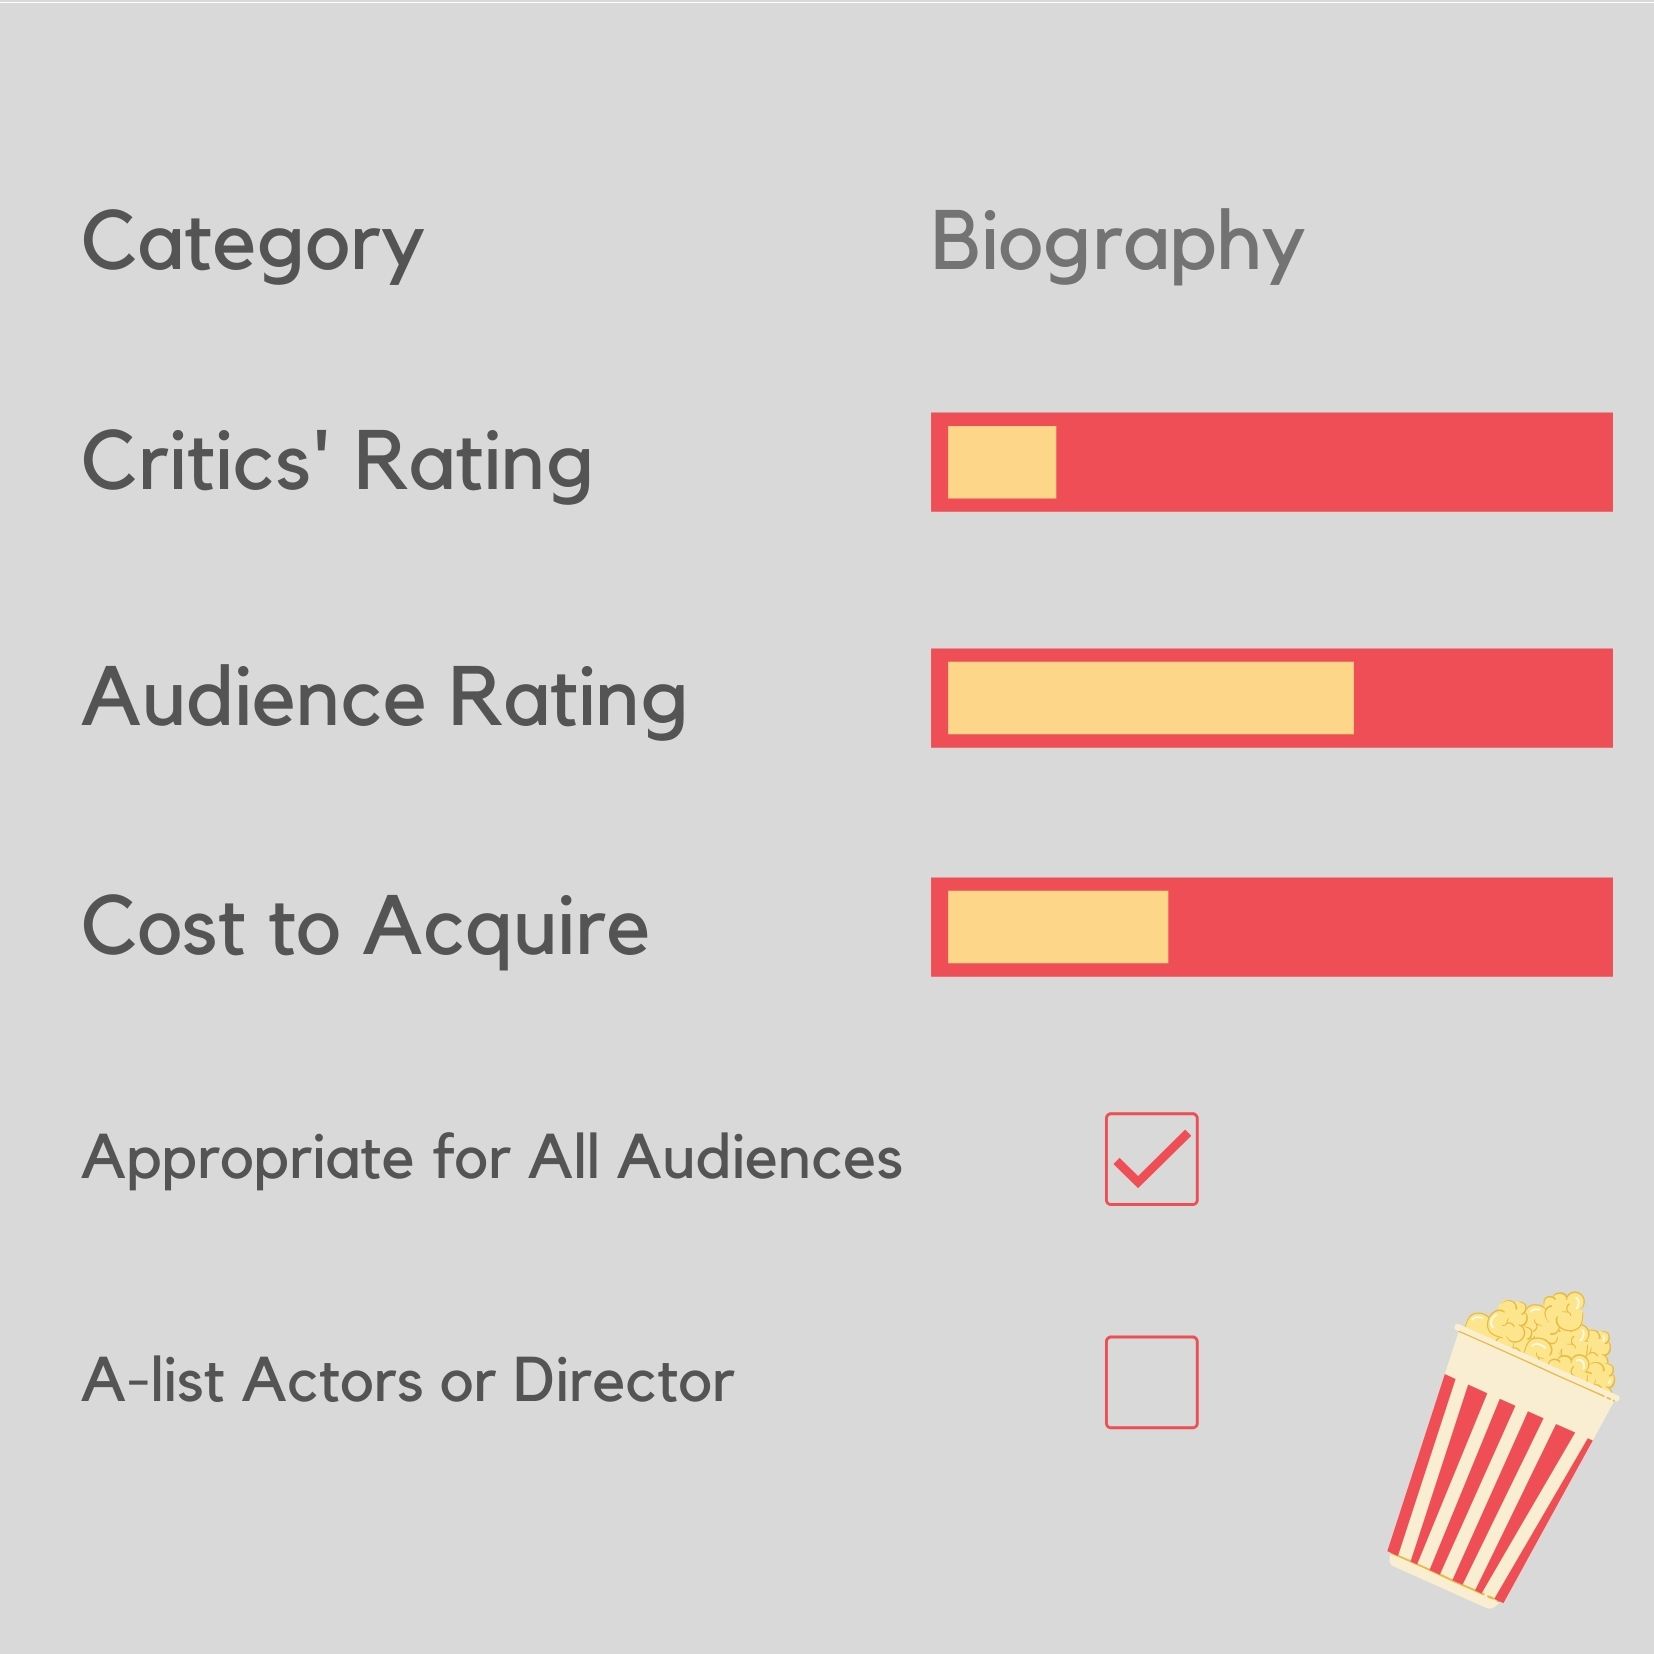 Category Biography
Critics' Rating
Audience Rating
Cost to Acquire
Appropriate for All Audiences
A-list Actors or Director